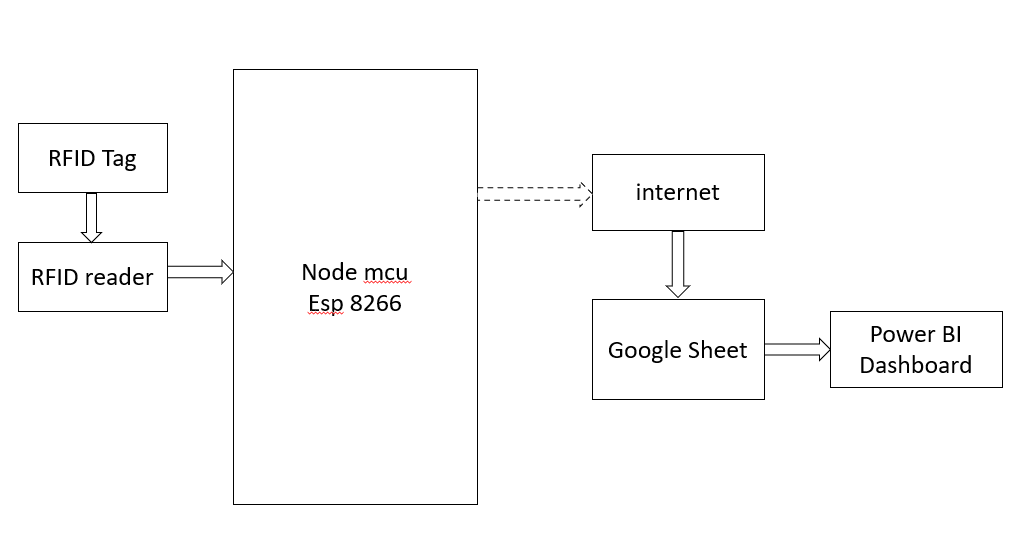 RFID Tag
RFID reader
Node mcu
Esp 8266
internet
Google Sheet
Power BI
Dashboard